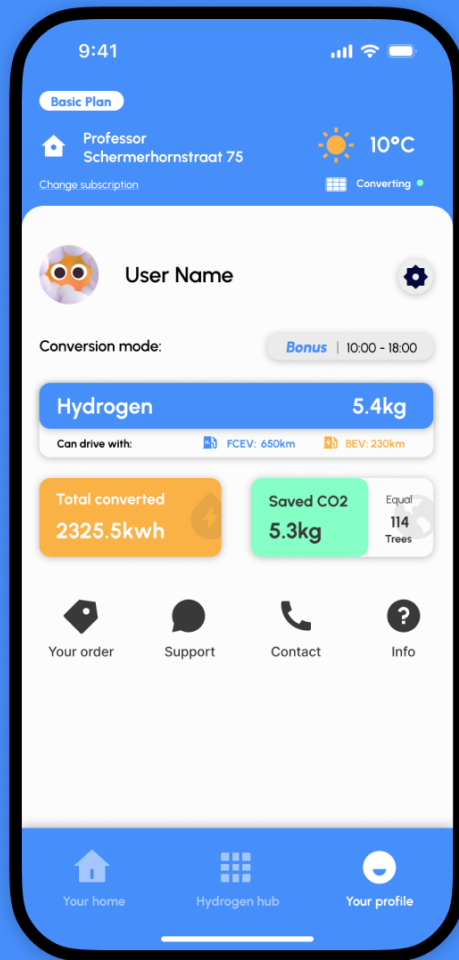 9:41
Basic Plan
Professor
Schermerhornstraat 75
10°C
Change subscription
Converting
User Name
Conversion mode:
Bonus | 10:00 - 18:00
Hydrogen
5.4kg
Can drive with:
FCEV: 650km
BEV: 230km
Total converted
2325.5kwh
Saved CO2
5.3kg
Equal
114
Trees
Your order
Support
Contact
?
Info
Your home
Hydrogen hub
Your profile